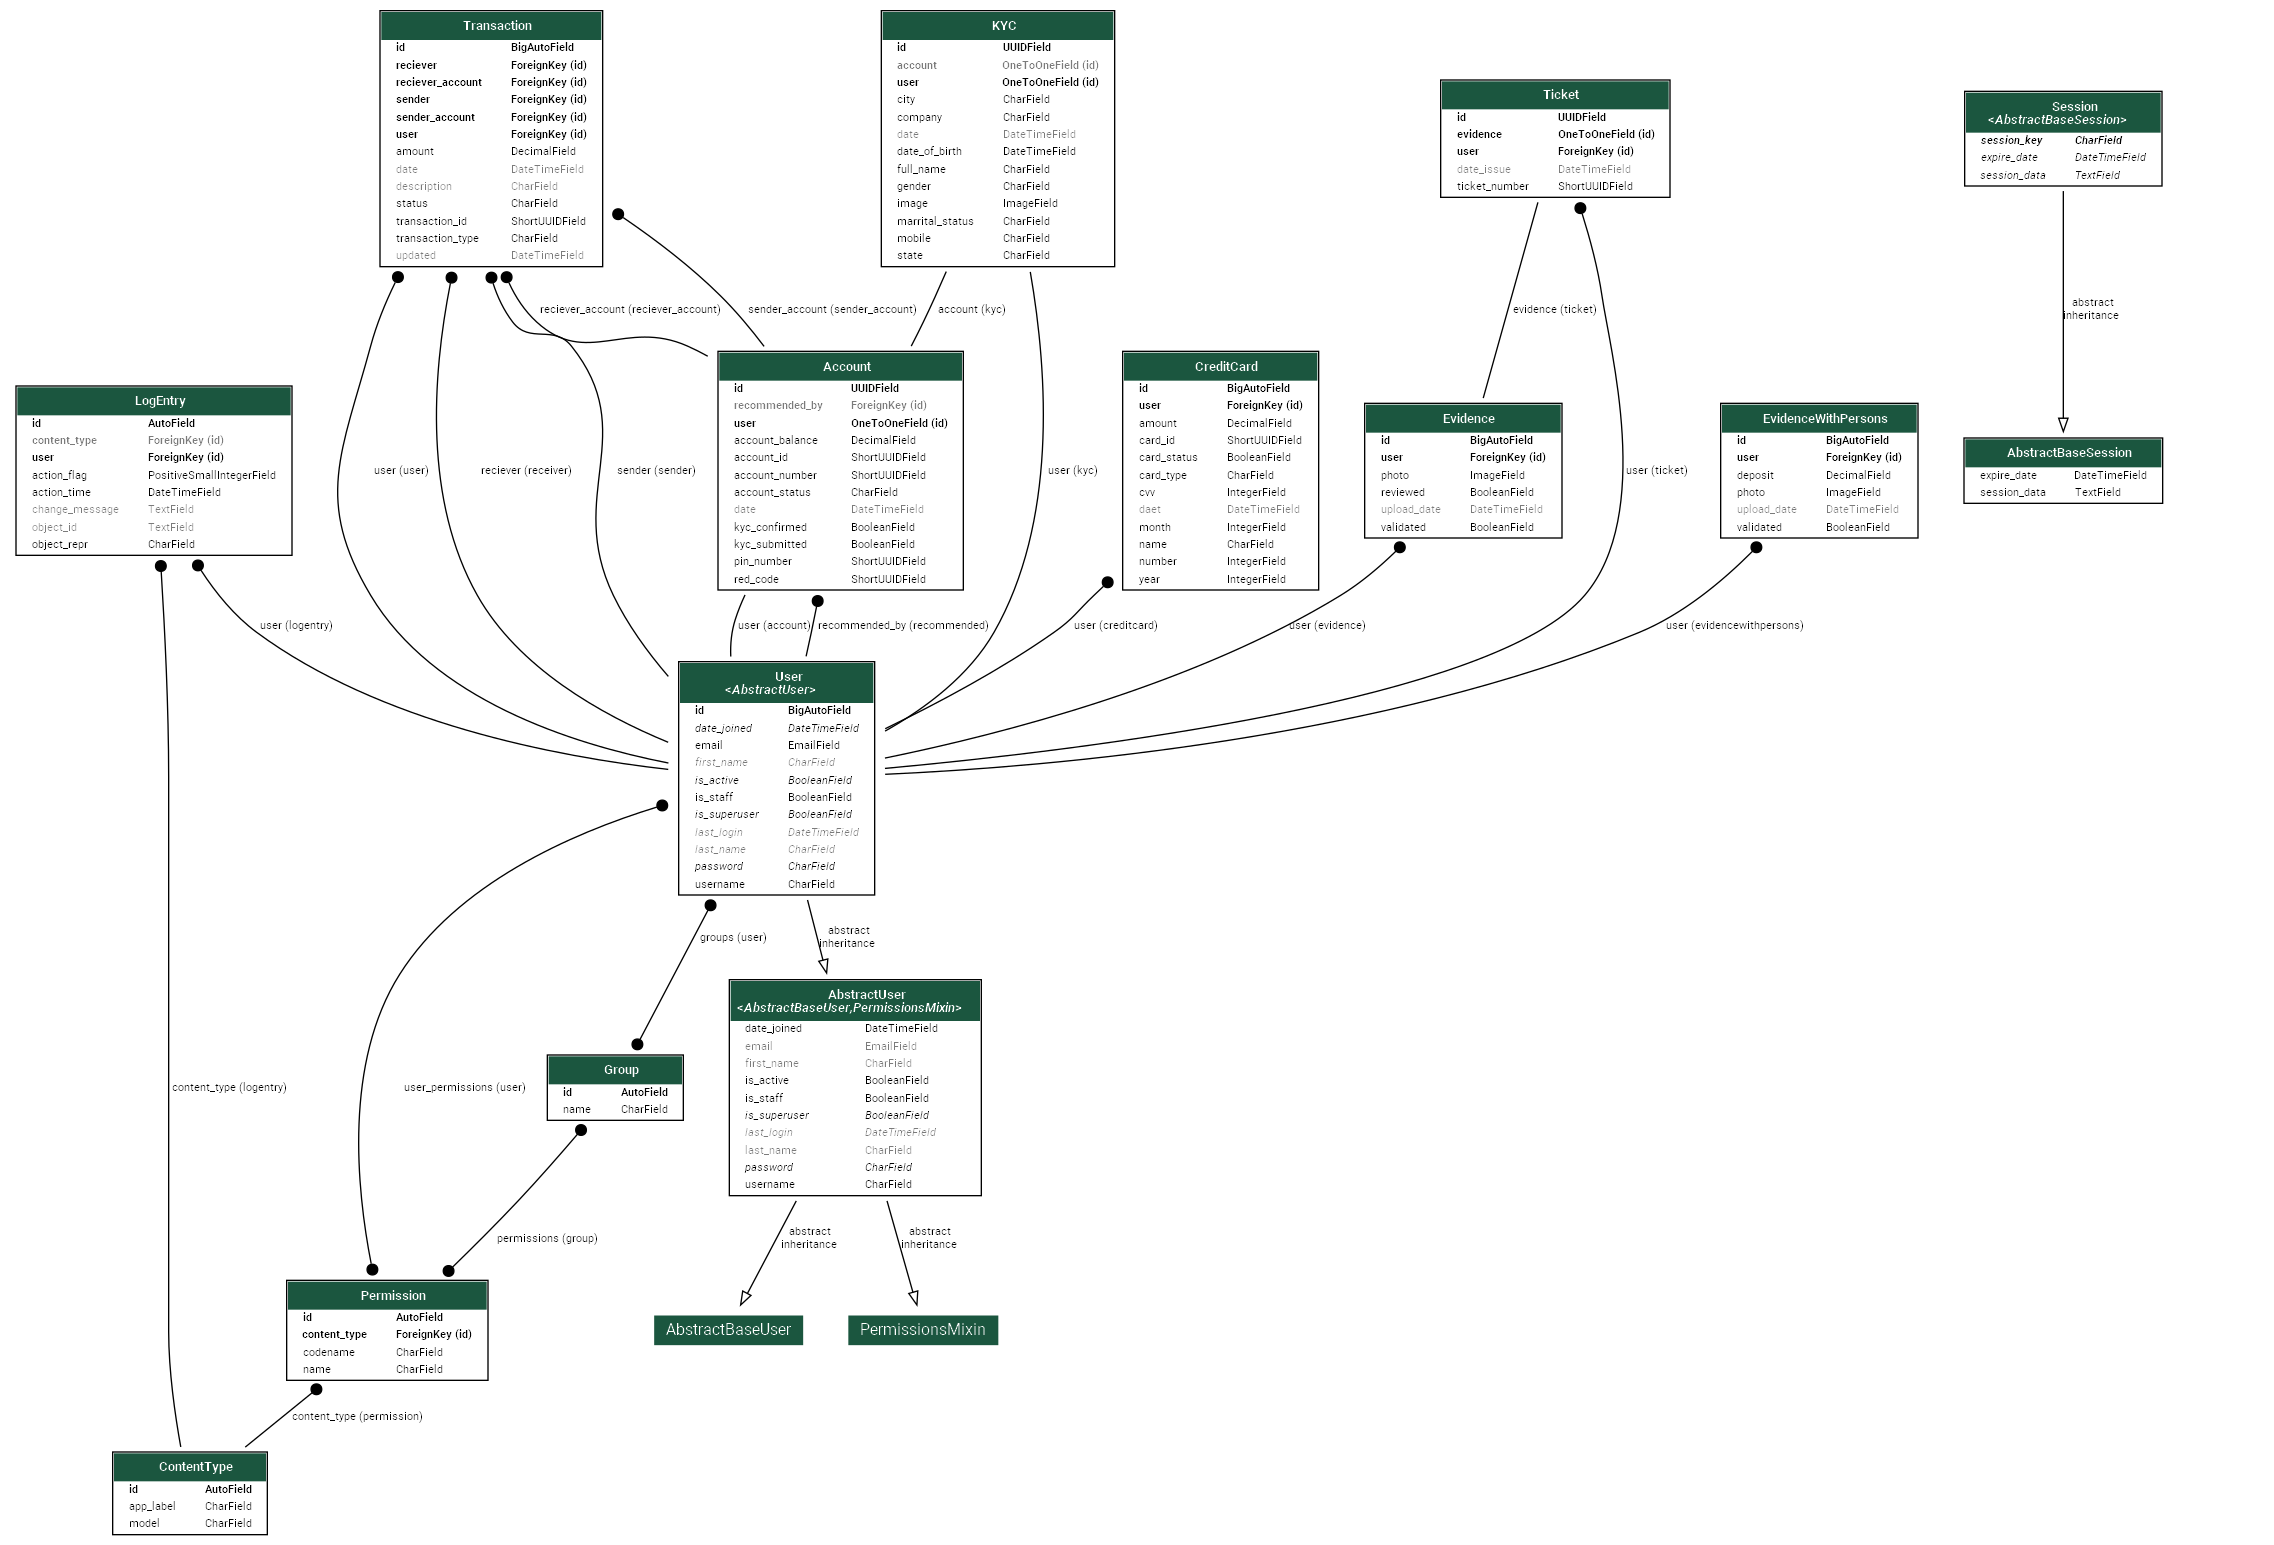 Transaction
id BigAutoField
reciever ForeignKey (id)
reciever_account ForeignKey (id)
sender ForeignKey (id)
sender_account ForeignKey (id)
user ForeignKey (id)
amount DecimalField
date DateTimeField
description CharField
status CharField
transaction_id ShortUUIDField
transaction_type CharField
updated DateTimeField
KYC
id UUIDField
account OneToOneField (id)
user OneToOneField (id)
city CharField
company CharField
date DateTimeField
date_of_birth DateTimeField
full_name CharField
gender CharField
image ImageField
marrital_status CharField
mobile CharField
state CharField
Ticket
id UUIDField
evidence OneToOneField (id)
user ForeignKey (id)
date_issue DateTimeField
ticket_number ShortUUIDField
Session
<AbstractBaseSession>
session_key CharField
expire_date DateTimeField
session_data TextField
reciever_account (reciever_account)
sender_account (sender_account)
account (kyc)
evidence (ticket)
abstract
inheritance
LogEntry
id AutoField
content_type ForeignKey (id)
user ForeignKey (id)
action_flag PositiveSmallIntegerField
action_time DateTimeField
change_message TextField
object_id TextField
object_repr CharField
user (user)
reciever (receiver)
sender (sender)
Account
id UUIDField
recommended_by ForeignKey (id)
user OneToOneField (id)
account_balance DecimalField
account_id ShortUUIDField
account_number ShortUUIDField
account_status CharField
date DateTimeField
kyc_confirmed BooleanField
kyc_submitted BooleanField
pin_number ShortUUIDField
red_code ShortUUIDField
user (kyc)
CreditCard
id BigAutoField
user ForeignKey (id)
amount DecimalField
card_id ShortUUIDField
card_status BooleanField
card_type CharField
cvv IntegerField
daet DateTimeField
month IntegerField
name CharField
number IntegerField
year IntegerField
Evidence
id BigAutoField
user ForeignKey (id)
photo ImageField
reviewed BooleanField
upload_date DateTimeField
validated BooleanField
user (ticket)
EvidenceWithPersons
id BigAutoField
user ForeignKey (id)
deposit DecimalField
photo ImageField
upload_date DateTimeField
validated BooleanField
AbstractBaseSession
expire_date DateTimeField
session_data TextField
user (logentry)
user (account)
recommended_by (recommended)
user (creditcard)
user (evidence)
user (evidencewithpersons)
User
<AbstractUser>
id BigAutoField
date_joined DateTimeField
email EmailField
first_name CharField
is_active BooleanField
is_staff BooleanField
is_superuser BooleanField
last_login DateTimeField
last_name CharField
password CharField
username CharField
groups (user)
abstract
inheritance
AbstractUser
<AbstractBaseUser,PermissionsMixin>
date_joined DateTimeField
email EmailField
first_name CharField
is_active BooleanField
is_staff BooleanField
is_superuser BooleanField
last_login DateTimeField
last_name CharField
password CharField
username CharField
content_type (logentry)
user_permissions (user)
Group
id AutoField
name CharField
permissions (group)
abstract
inheritance
abstract
inheritance
Permission
id AutoField
content_type ForeignKey (id)
codename CharField
name CharField
AbstractBaseUser
PermissionsMixin
content_type (permission)
ContentType
id AutoField
app_label CharField
model CharField